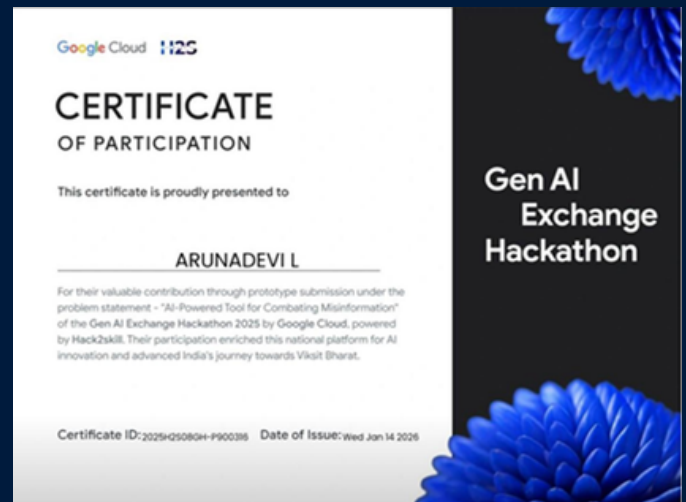 Google Cloud H2S
CERTIFICATE
OF PARTICIPATION
This certificate is proudly presented to
ARUNADEVI L
For their valuable contribution through prototype submission under the
problem statement - "AI-Powered Tool for Combating Misinformation"
of the Gen AI Exchange Hackathon 2025 by Google Cloud, powered
by Hack2skill. Their participation enriched this national platform for AI
innovation and advanced India's journey towards Viksit Bharat.
Certificate ID: 2025H2S08GH-P900316 Date of Issue: Wed Jan 14 2026
Gen AI
Exchange
Hackathon